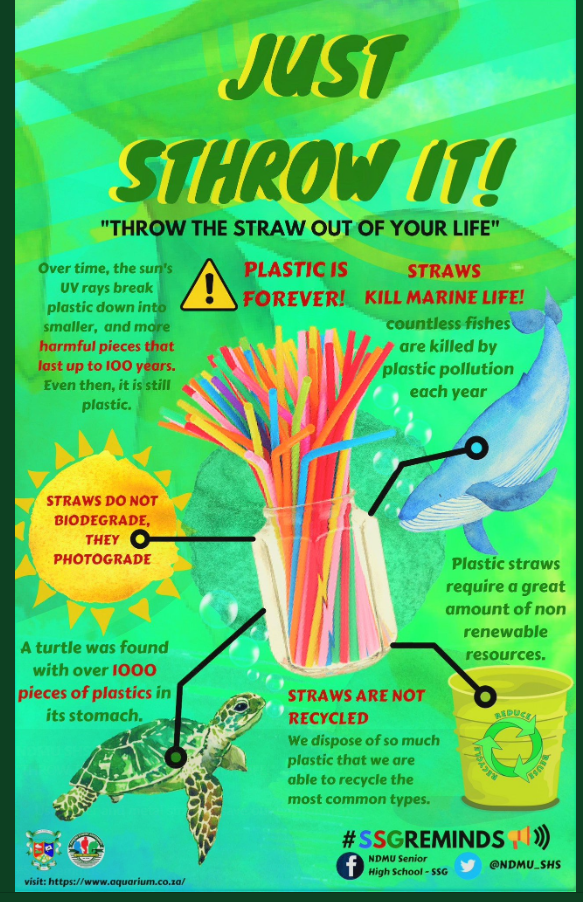 JUST
STHROW IT!
"THROW THE STRAW OUT OF YOUR LIFE"
Over time, the sun's
UV rays break
plastic down into
smaller, and more
harmful pieces that
last up to 100 years.
Even then, it is still
plastic.
!
PLASTIC IS
FOREVER!
STRAWS
KILL MARINE LIFE!
countless fishes
are killed by
plastic pollution
each year
STRAWS DO NOT
BIODEGRADE,
THEY
PHOTOGRADE
Plastic straws
require a great
amount of non
renewable
resources.
A turtle was found
with over 1000
pieces of plastics in
its stomach.
STRAWS ARE NOT
RECYCLED
We dispose of so much
plastic that we are
able to recycle the
most common types.
REDUCE
REUSE
RECYCLE
#SSGREMINDS
NDMU Senior
High School - SSG
@NDMU_SHS
visit: https://www.aquarium.co.za/